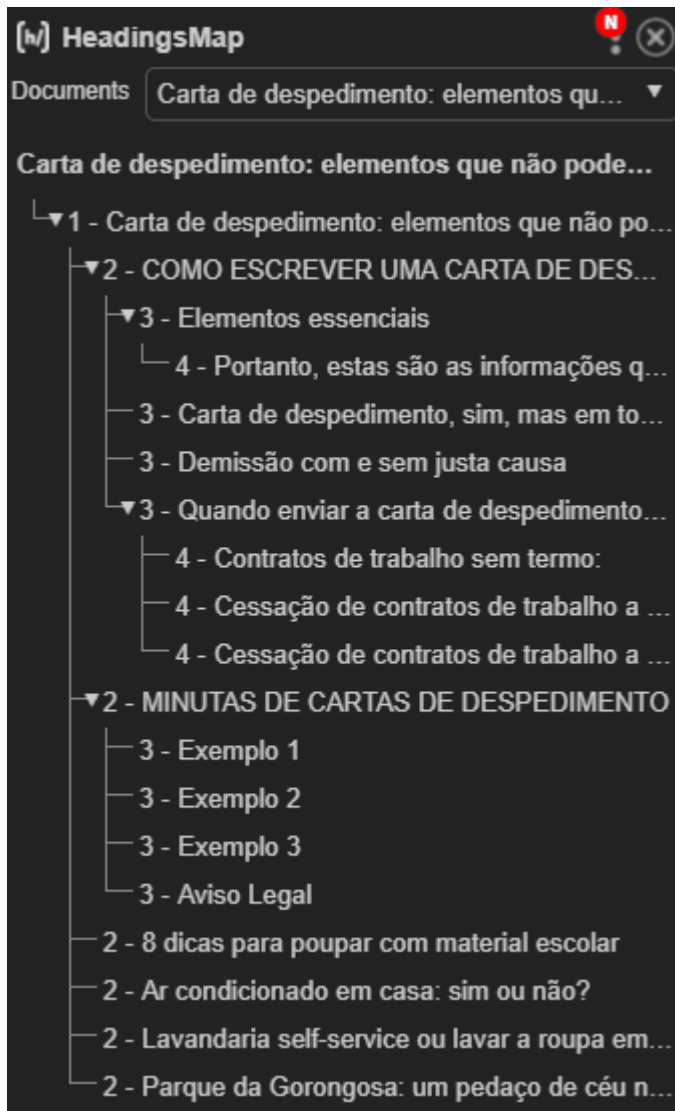 HeadingsMap
N
Documents Carta de despedimento: elementos qu...
Carta de despedimento: elementos que não pode...
1 - Carta de despedimento: elementos que não po...
2 - COMO ESCREVER UMA CARTA DE DES...
3 - Elementos essenciais
4 - Portanto, estas são as informações q...
3 - Carta de despedimento, sim, mas em to...
3 - Demissão com e sem justa causa
3 - Quando enviar a carta de despedimento...
4 - Contratos de trabalho sem termo:
4 - Cessação de contratos de trabalho a ...
4 - Cessação de contratos de trabalho a ...
2 - MINUTAS DE CARTAS DE DESPEDIMENTO
3 - Exemplo 1
3 - Exemplo 2
3 - Exemplo 3
3 - Aviso Legal
2 - 8 dicas para poupar com material escolar
2 - Ar condicionado em casa: sim ou não?
2 - Lavandaria self-service ou lavar a roupa em...
2 - Parque da Gorongosa: um pedaço de céu n...